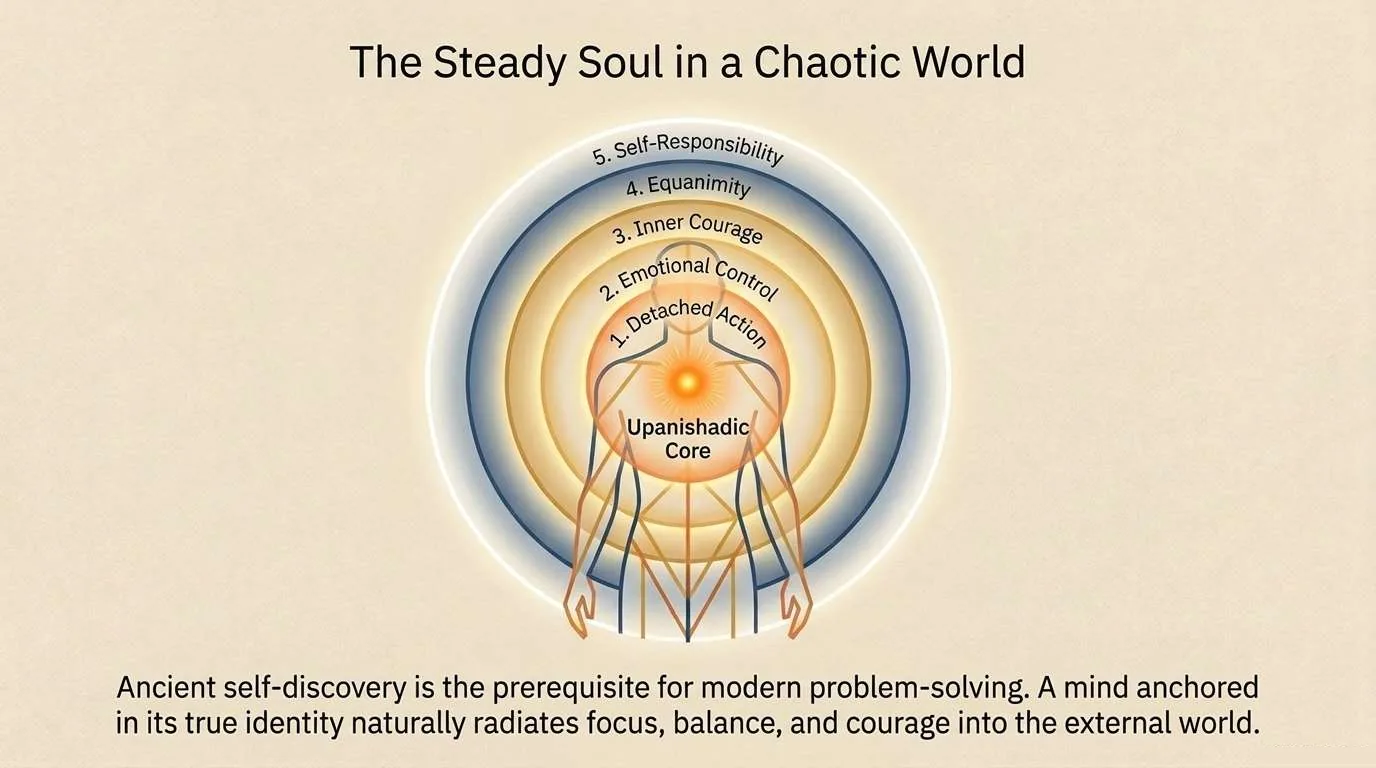 The Steady Soul in a Chaotic World
5. Self-Responsibility
4. Equanimity
3. Inner Courage
2. Emotional Control
1. Detached Action
Upanishadic
Core
Ancient self-discovery is the prerequisite for modern problem-solving. A mind anchored
in its true identity naturally radiates focus, balance, and courage into the external world.